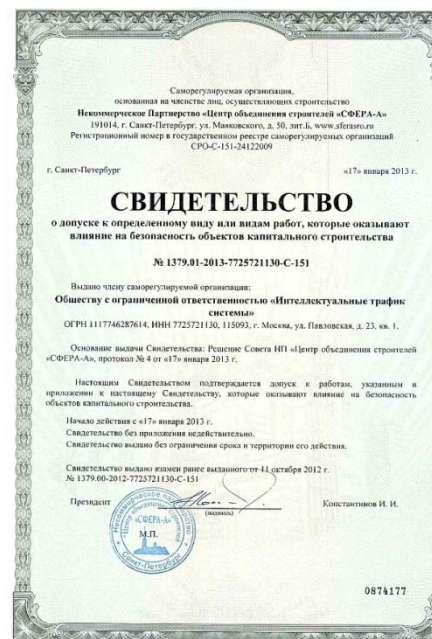 Саморегулируемая организация,
основанная на членстве лиц, осуществляющих строительство
Некоммерческое Партнерство «Центр объединения строителей «СФЕРА-А»
191014, г. Санкт-Петербург, ул. Маяковского, д. 50, лит.Б, www.sferasro.ru
Регистрационный номер в государственном реестре саморегулируемых организаций
СРО-С-151-24122009
г. Санкт-Петербург «17» января 2013 г.
СВИДЕТЕЛЬСТВО
о допуске к определенному виду или видам работ, которые оказывают
влияние на безопасность объектов капитального строительства
№ 1379.01-2013-7725721130-С-151
Выдано члену саморегулируемой организации:
Обществу с ограниченной ответственностью «Интеллектуальные трафик
системы»
ОГРН 1117746287614, ИНН 7725721130, 115093, г. Москва, ул. Павловская, д. 23, кв. 1.
Основание выдачи Свидетельства: Решение Совета НП «Центр объединения строителей
«СФЕРА-А», протокол № 4 от «17» января 2013 г.
Настоящим Свидетельством подтверждается допуск к работам, указанным в
приложении к настоящему Свидетельству, которые оказывают влияние на безопасность
объектов капитального строительства.
Начало действия с «17» января 2013 г.
Свидетельство без приложения недействительно.
Свидетельство выдано без ограничения срока и территории его действия.
Свидетельство выдано взамен ранее выданного от 11 октября 2012 г.
№ 1379.00-2012-7725721130-С-151
Президент Константинов И. И.
(подпись)
Некоммерческое партнерство
«Центр объединения строителей
«СФЕРА-А»
М.П.
Санкт-Петербург
0874177